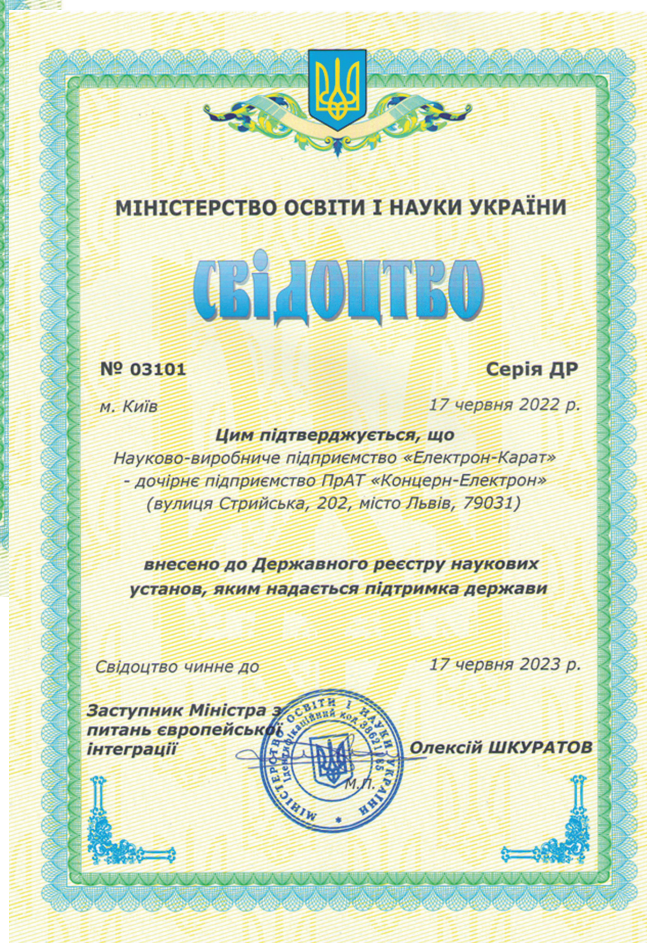 МІНІСТЕРСТВО ОСВІТИ І НАУКИ УКРАЇНИ
СВІДОЦТВО
№ 03101 Серія ДР
м. Київ 17 червня 2022 р.
Цим підтверджується, що
Науково-виробниче підприємство «Електрон-Карат»
- дочірнє підприємство ПрАТ «Концерн-Електрон»
(вулиця Стрийська, 202, місто Львів, 79031)
внесено до Державного реєстру наукових
установ, яким надається підтримка держави
Свідоцтво чинне до 17 червня 2023 р.
Заступник Міністра з
питань європейської
інтеграції Олексій ШКУРАТОВ
МІНІСТЕРСТВО ОСВІТИ І НАУКИ УКРАЇНИ
Ідентифікаційний код 38621185
М.П.